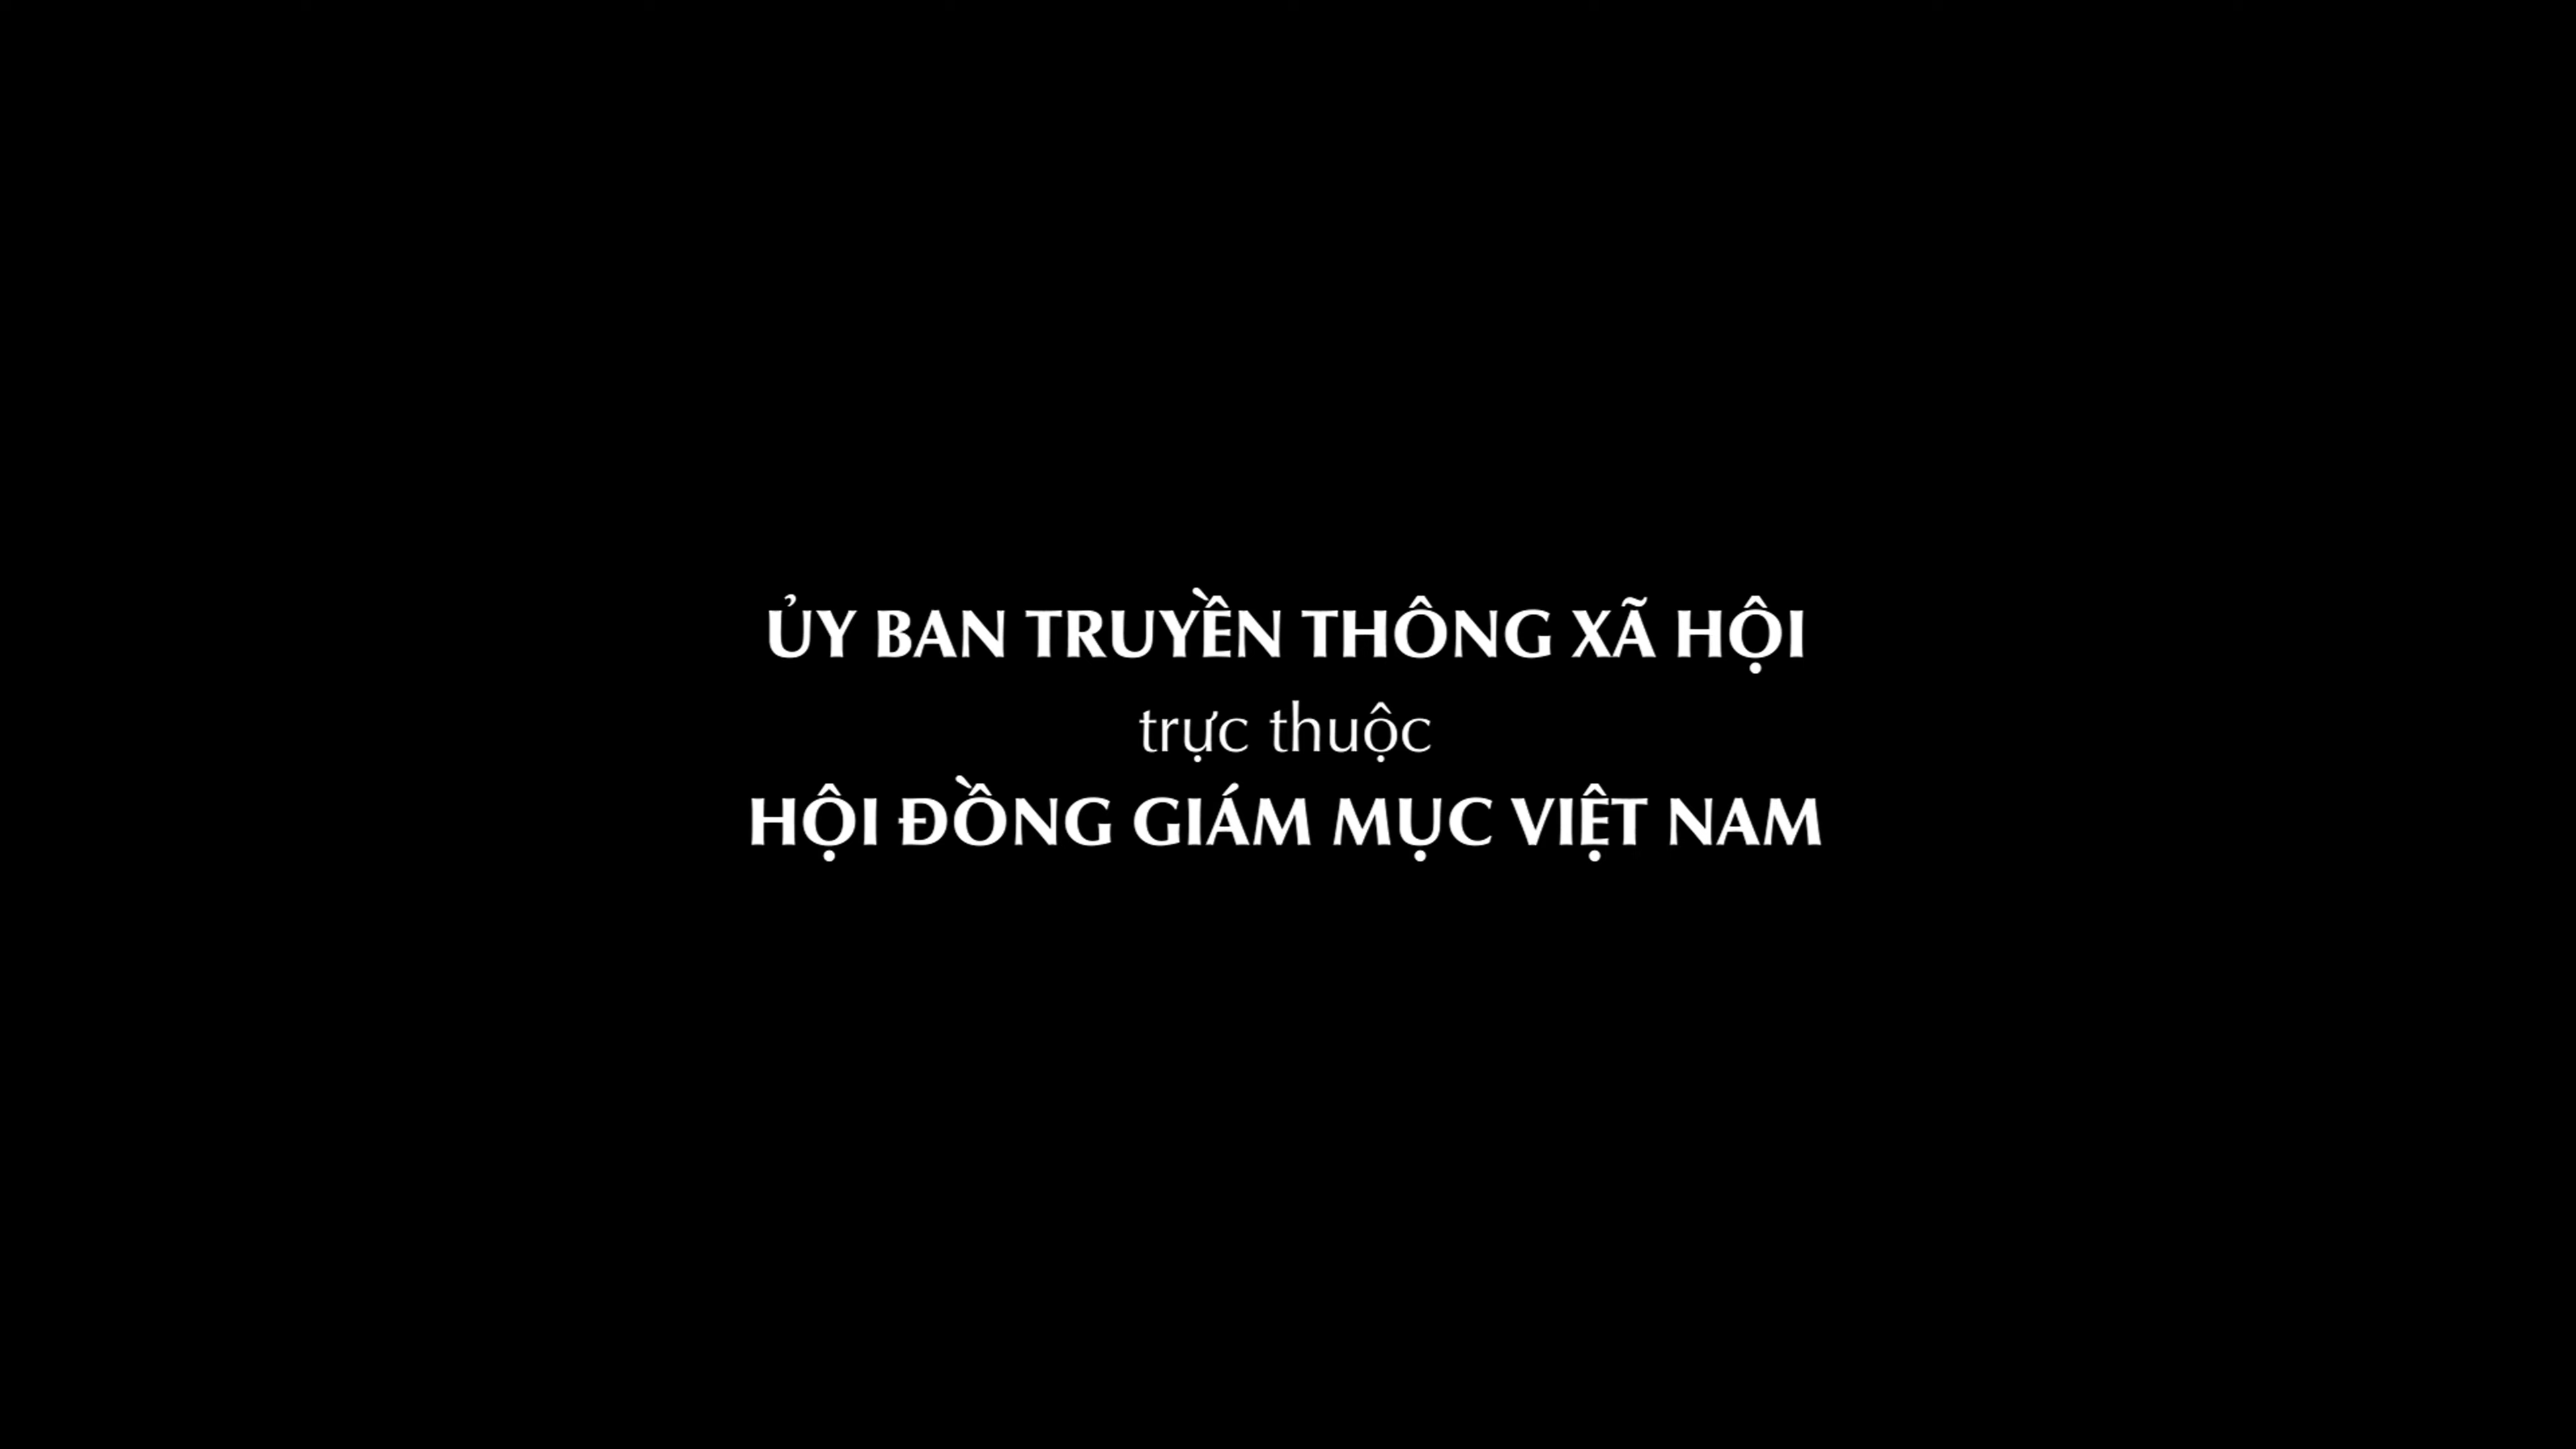 ỦY BAN TRUYỀN THÔNG XÃ HỘI
trực thuộc
HỘI ĐỒNG GIÁM MỤC VIỆT NAM